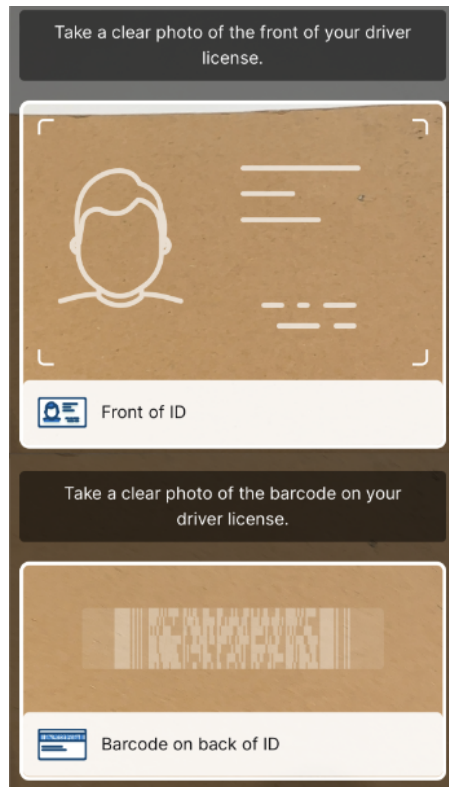 Take a clear photo of the front of your driver
license.
Front of ID
Take a clear photo of the barcode on your
driver license.
Barcode on back of ID